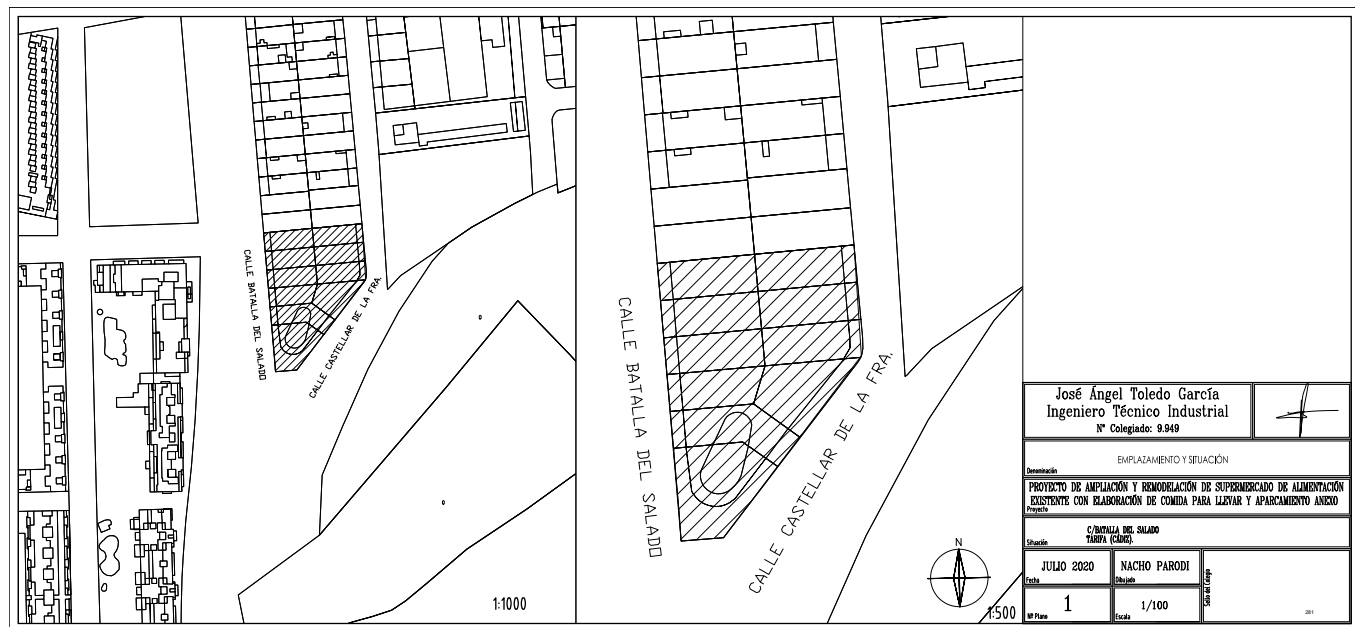 CALLE BATALLA DEL SALADO
CALLE CASTELLAR DE LA FRA.
1:1000
CALLE BATALLA DEL SALADO
CALLE CASTELLAR DE LA FRA.
N
1:500
José Ángel Toledo García
Ingeniero Técnico Industrial
Nº Colegiado: 9.949
EMPLAZAMIENTO Y SITUACIÓN
Denominación
PROYECTO DE AMPLIACIÓN Y REMODELACIÓN DE SUPERMERCADO DE ALIMENTACIÓN
EXISTENTE CON ELABORACIÓN DE COMIDA PARA LLEVAR Y APARCAMIENTO ANEXO
Proyecto
C/BATALLA DEL SALADO
TARIFA (CÁDIZ).
Situación
JULIO 2020
Fecha
NACHO PARODI
Dibujado
Sello del Colegio
1
Nº Plano
1/100
Escala